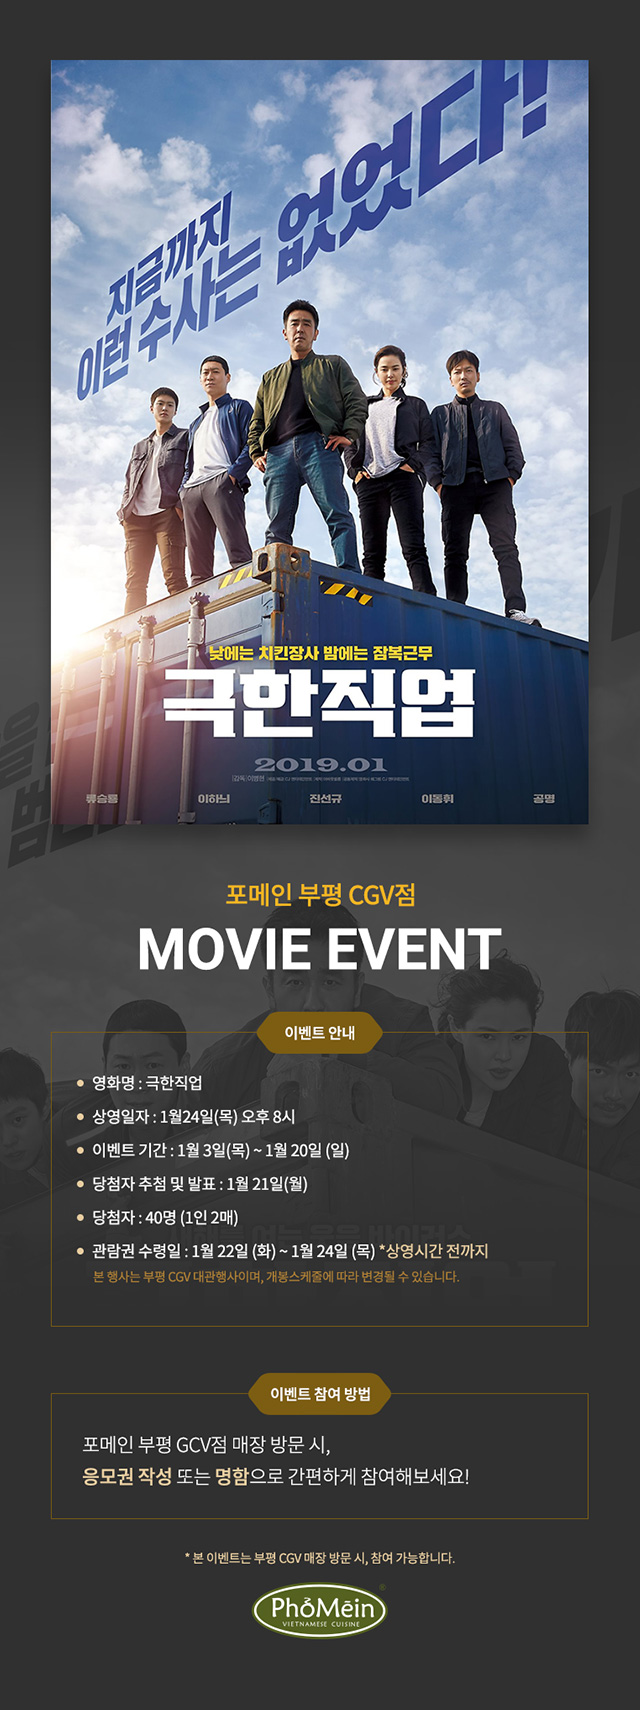 지금까지
이런 수사는 없었다!
낮에는 치킨장사 밤에는 잠복근무
극한직업
2019.01
류승룡 이하늬 진선규 이동휘 공명
포메인 부평 CGV점
MOVIE EVENT
이벤트 안내
영화명 : 극한직업
상영일자 : 1월24일(목) 오후 8시
이벤트 기간 : 1월 3일(목) ~ 1월 20일 (일)
당첨자 추첨 및 발표 : 1월 21일(월)
당첨자 : 40명 (1인 2매)
관람권 수령일 : 1월 22일 (화) ~ 1월 24일 (목) *상영시간 전까지
본 행사는 부평 CGV 대관행사이며, 개봉스케줄에 따라 변경될 수 있습니다.
이벤트 참여 방법
포메인 부평 GCV점 매장 방문 시,
응모권 작성 또는 명함으로 간편하게 참여해보세요!
* 본 이벤트는 부평 CGV 매장 방문 시, 참여 가능합니다.
PhỏMēin
VIETNAMESE CUISINE